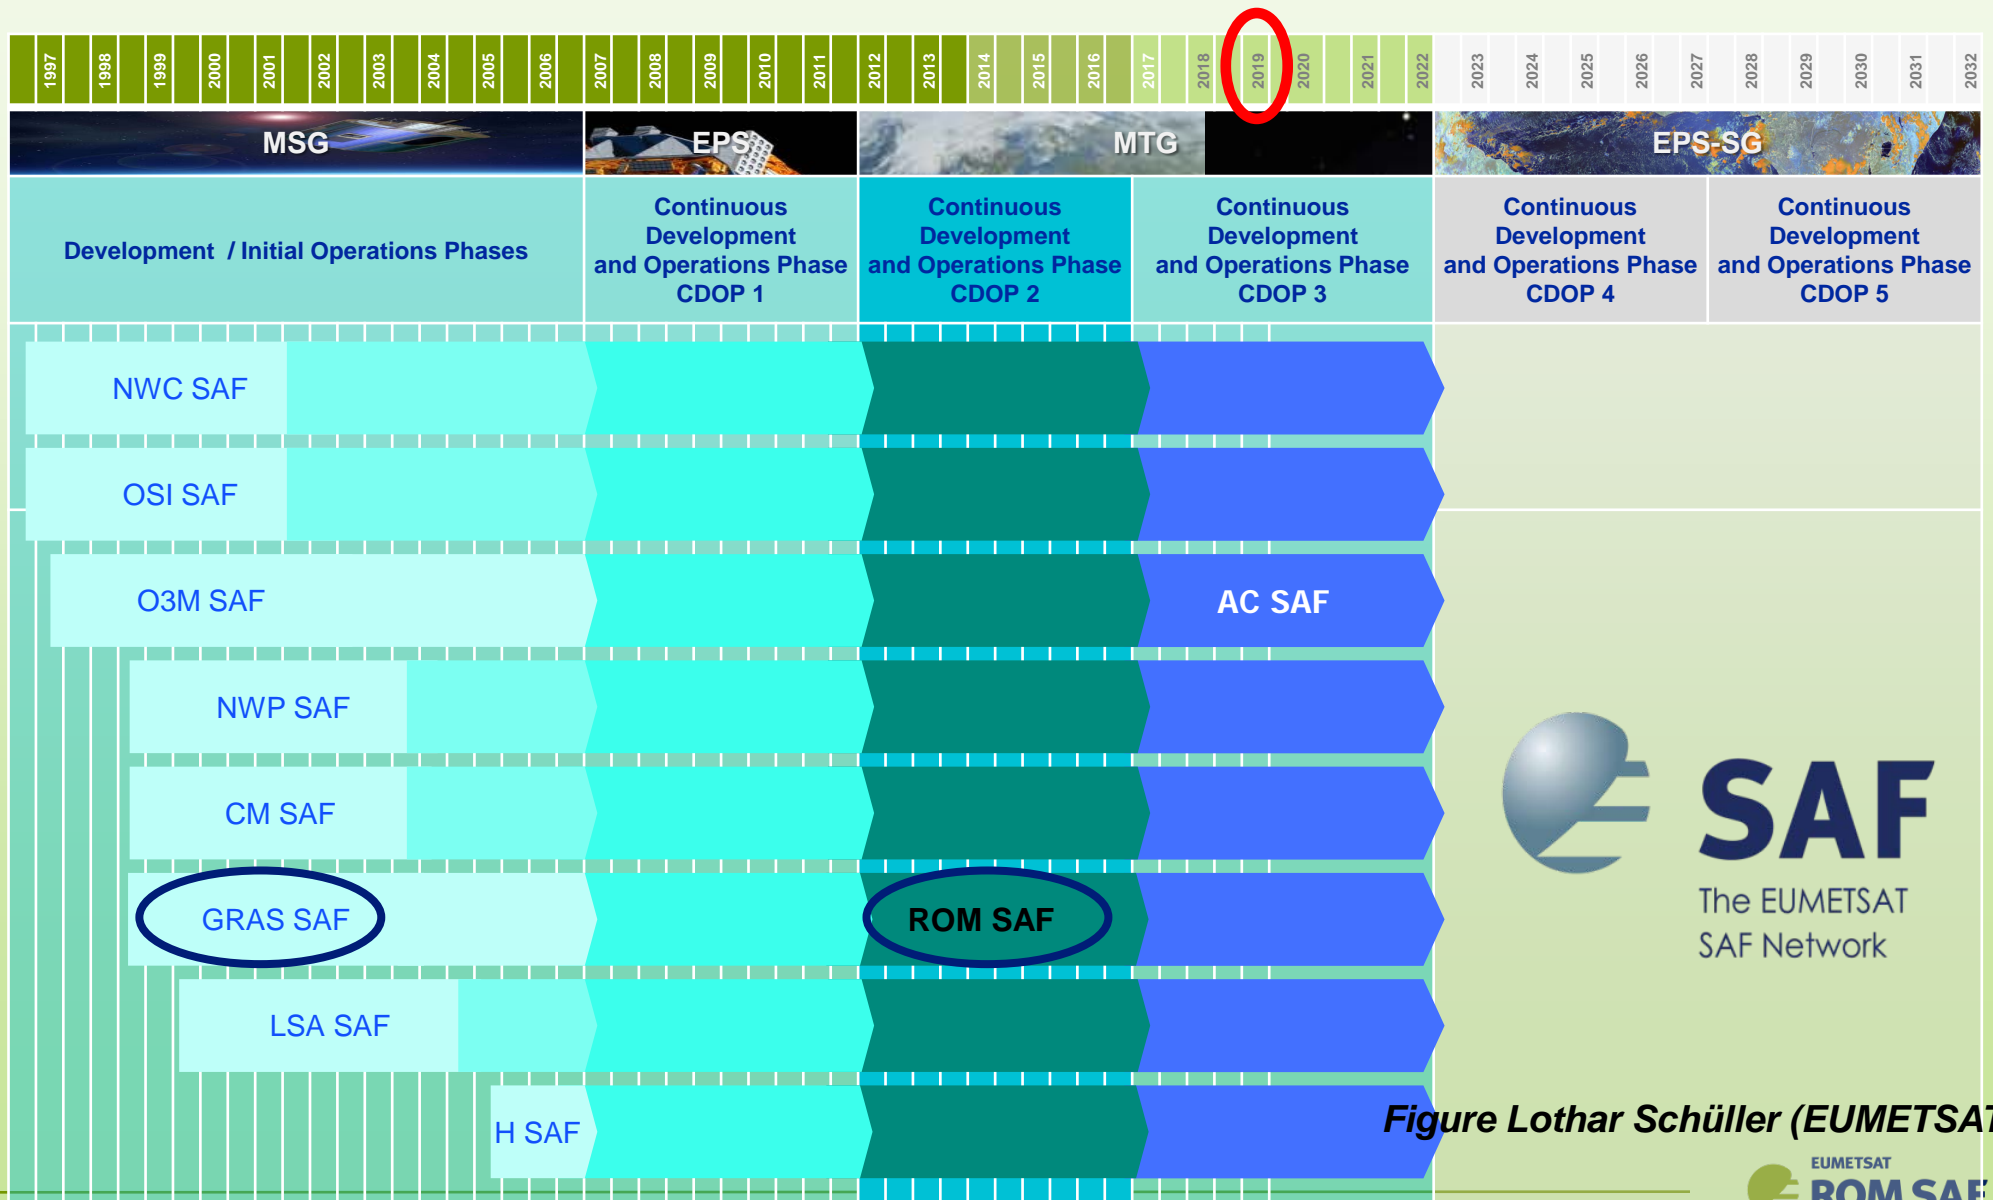 1997 1998 1999 2000 2001 2002 2003 2004 2005 2006 2007 2008 2009 2010 2011 2012 2013 2014 2015 2016 2017 2018 2019 2020 2021 2022 2023 2024 2025 2026 2027 2028 2029 2030 2031 2032
MSG EPS MTG EPS-SG
Development / Initial Operations Phases
Continuous
Development
and Operations Phase
CDOP 1
Continuous
Development
and Operations Phase
CDOP 2
Continuous
Development
and Operations Phase
CDOP 3
Continuous
Development
and Operations Phase
CDOP 4
Continuous
Development
and Operations Phase
CDOP 5
NWC SAF
OSI SAF
O3M SAF AC SAF
NWP SAF
CM SAF
GRAS SAF ROM SAF
LSA SAF
H SAF
SAF
The EUMETSAT
SAF Network
Figure Lothar Schüller (EUMETSAT
EUMETSAT
ROM SAF